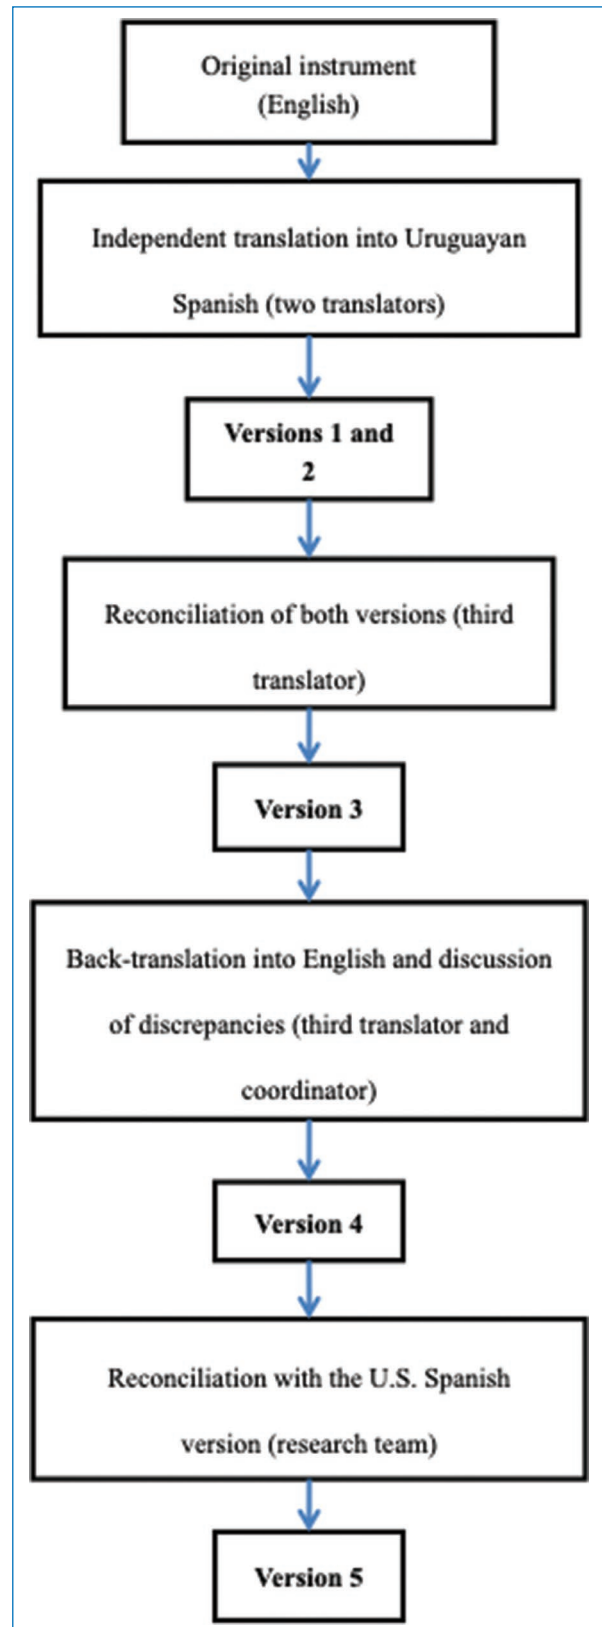 Original instrument
(English)
Independent translation into Uruguayan
Spanish (two translators)
Versions 1 and
2
Reconciliation of both versions (third
translator)
Version 3
Back-translation into English and discussion
of discrepancies (third translator and
coordinator)
Version 4
Reconciliation with the U.S. Spanish
version (research team)
Version 5